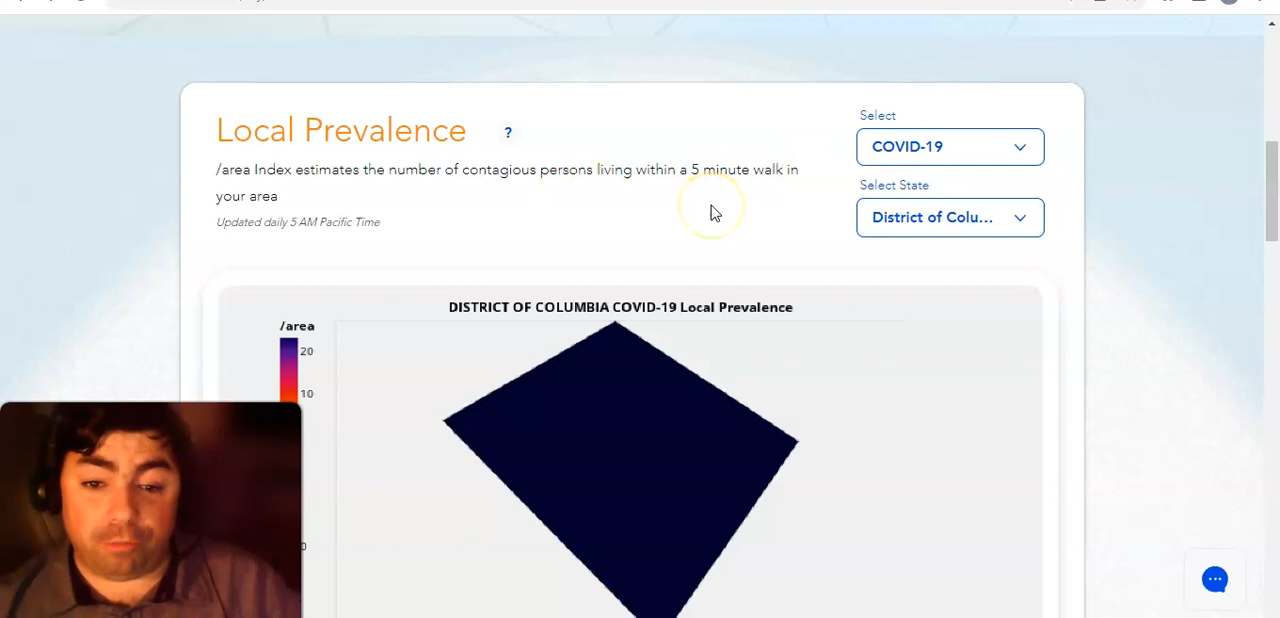 Local Prevalence
?
/area Index estimates the number of contagious persons living within a 5 minute walk in
your area
Updated daily 5 AM Pacific Time
Select
COVID-19
Select State
District of Colu...
DISTRICT OF COLUMBIA COVID-19 Local Prevalence
/area
20
10
0